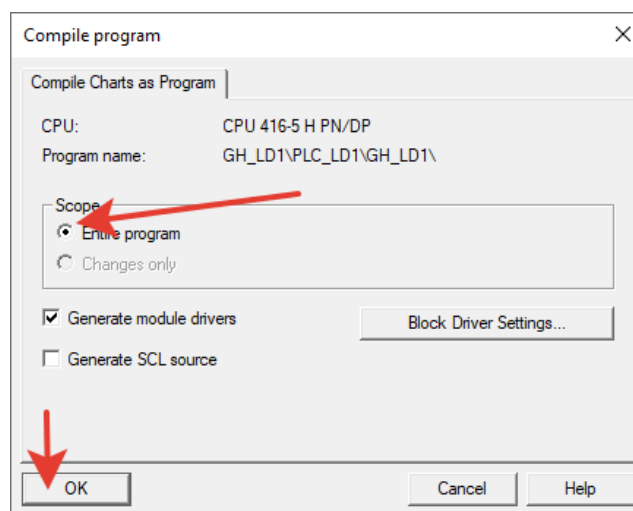 Compile program
Compile Charts as Program
CPU: CPU 416-5 H PN/DP
Program name: GH_LD1\PLC_LD1\GH_LD1\
Scope
Entire program
Changes only
Generate module drivers
Block Driver Settings...
Generate SCL source
OK
Cancel
Help